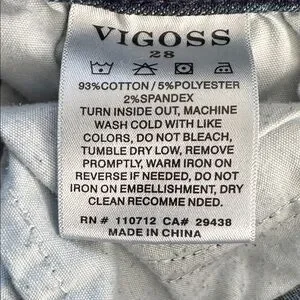 VIGOSS
28
93%COTTON / 5%POLYESTER
2%SPANDEX
TURN INSIDE OUT, MACHINE
WASH COLD WITH LIKE
COLORS, DO NOT BLEACH,
TUMBLE DRY LOW, REMOVE
PROMPTLY, WARM IRON ON
REVERSE IF NEEDED, DO NOT
IRON ON EMBELLISHMENT, DRY
CLEAN RECOMME NDED.
RN # 110712 CA# 29438
MADE IN CHINA